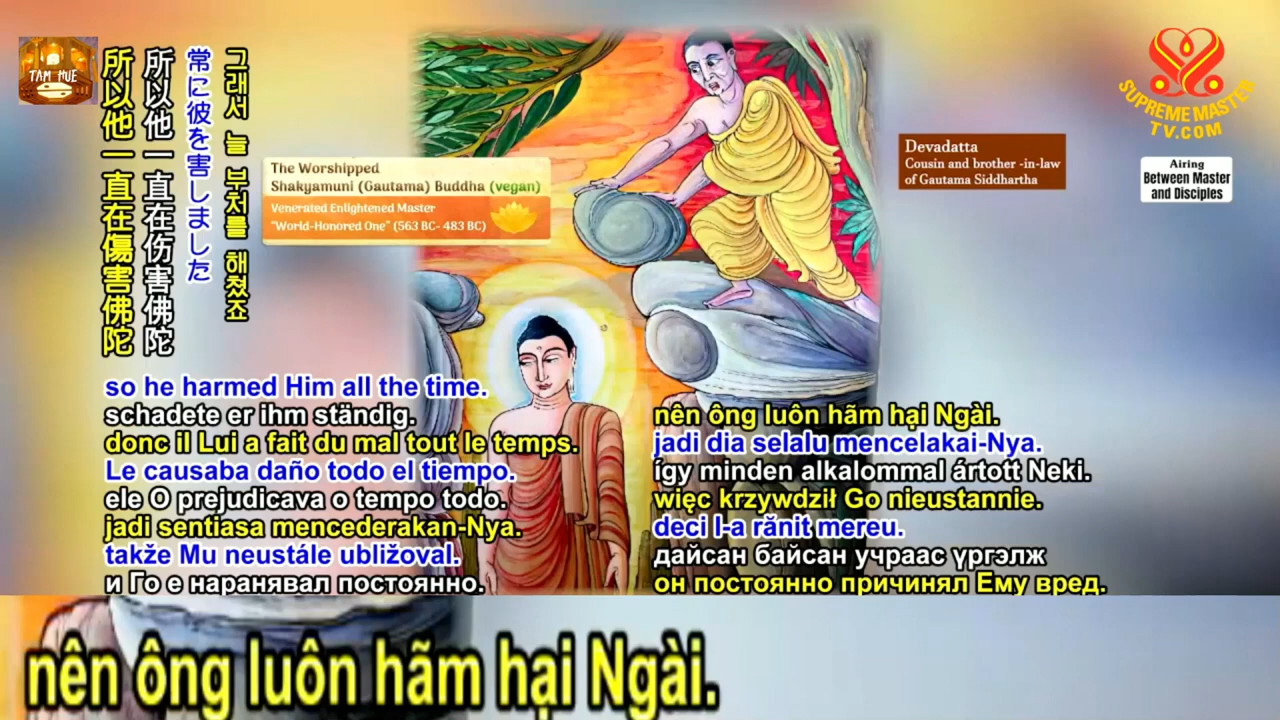 TAM HUE
所以他一直在傷害佛陀
所以他一直在伤害佛陀
常に彼を害しました
그래서 늘 부처를 해쳤죠
The Worshipped
Shakyamuni (Gautama) Buddha (vegan)
Venerated Enlightened Master
"World-Honored One" (563 BC- 483 BC)
Devadatta
Cousin and brother -in-law
of Gautama Siddhartha
SUPREME MASTER
TV.COM
Airing
Between Master
and Disciples
so he harmed Him all the time.
schadete er ihm ständig.
donc il Lui a fait du mal tout le temps.
Le causaba daño todo el tiempo.
ele O prejudicava o tempo todo.
jadi sentiasa mencederakan-Nya.
takže Mu neustále ubližoval.
и Го е наранявал постоянно.
nên ông luôn hãm hại Ngài.
jadi dia selalu mencelakai-Nya.
így minden alkalommal ártott Neki.
więc krzywdził Go nieustannie.
deci I-a rănit mereu.
дайсан байсан учраас үргэлж
он постоянно причинял Ему вред.
nên ông luôn hãm hại Ngài.